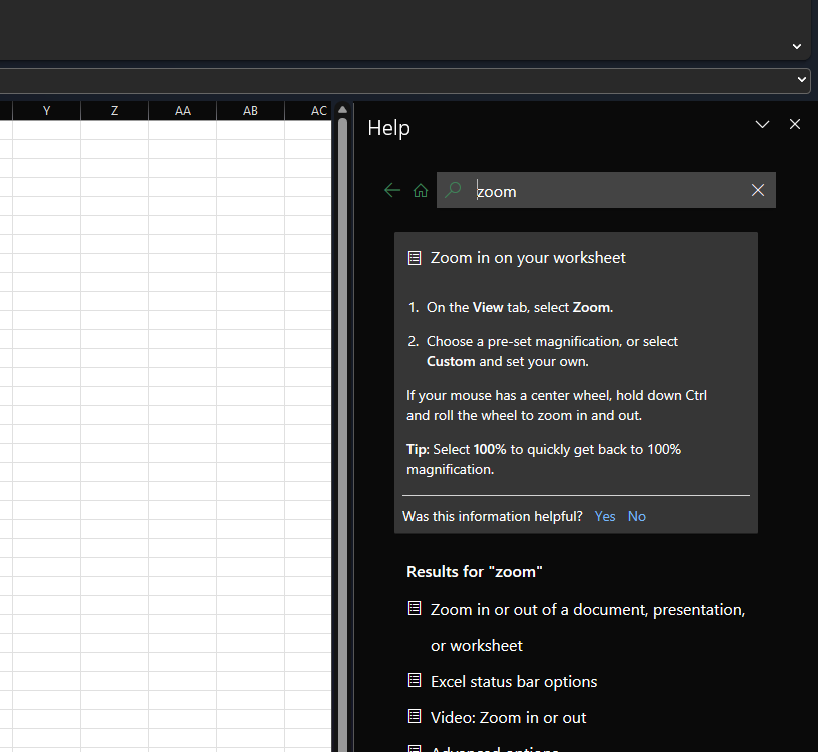 Y Z AA AB AC
Help
zoom
Zoom in on your worksheet
1. On the View tab, select Zoom.
2. Choose a pre-set magnification, or select
Custom and set your own.
If your mouse has a center wheel, hold down Ctrl
and roll the wheel to zoom in and out.
Tip: Select 100% to quickly get back to 100%
magnification.
Was this information helpful? Yes No
Results for "zoom"
Zoom in or out of a document, presentation,
or worksheet
Excel status bar options
Video: Zoom in or out
Advanced options